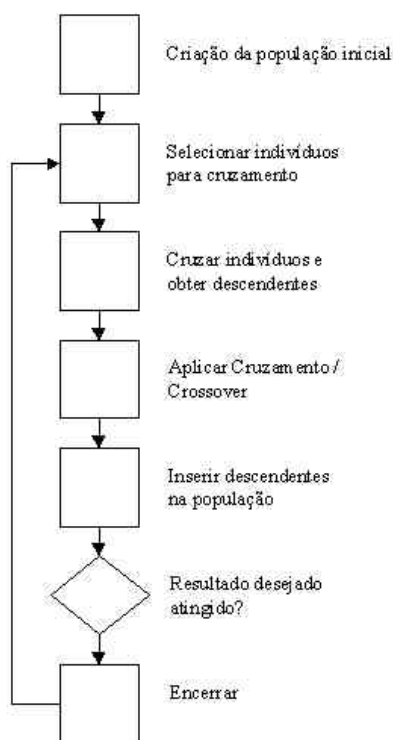 Criação da população inicial
Selecionar indivíduos
para cruzamento
Cruzar indivíduos e
obter descendentes
Aplicar Cruzamento /
Crossover
Inserir descendentes
na população
Resultado desejado
atingido?
Encerrar